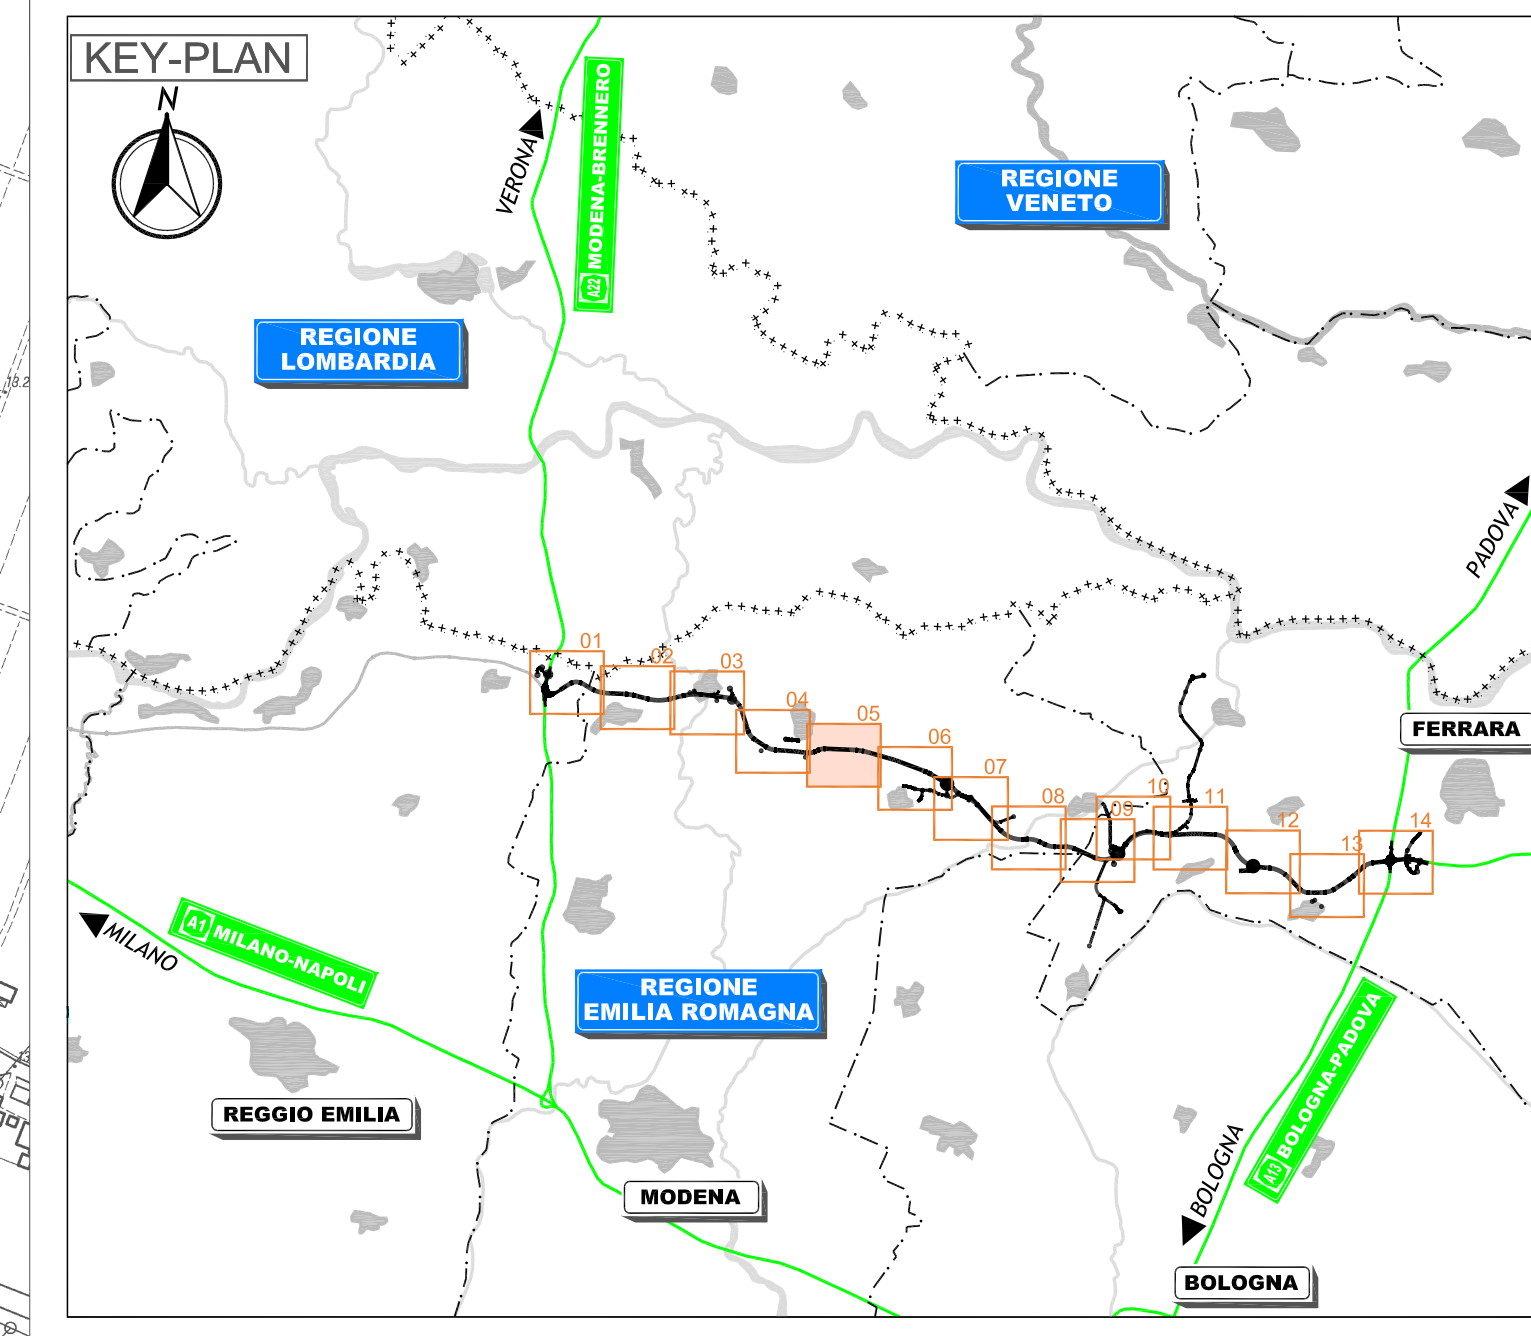 KEY-PLAN
N
VERONA
A22 MODENA-BRENNERO
REGIONE
VENETO
REGIONE
LOMBARDIA
PADOVA
01
02
03
04
05
06
07
08
09
10
11
12
13
14
FERRARA
A1 MILANO-NAPOLI
MILANO
REGIONE
EMILIA ROMAGNA
A13 BOLOGNA-PADOVA
REGGIO EMILIA
MODENA
BOLOGNA
BOLOGNA